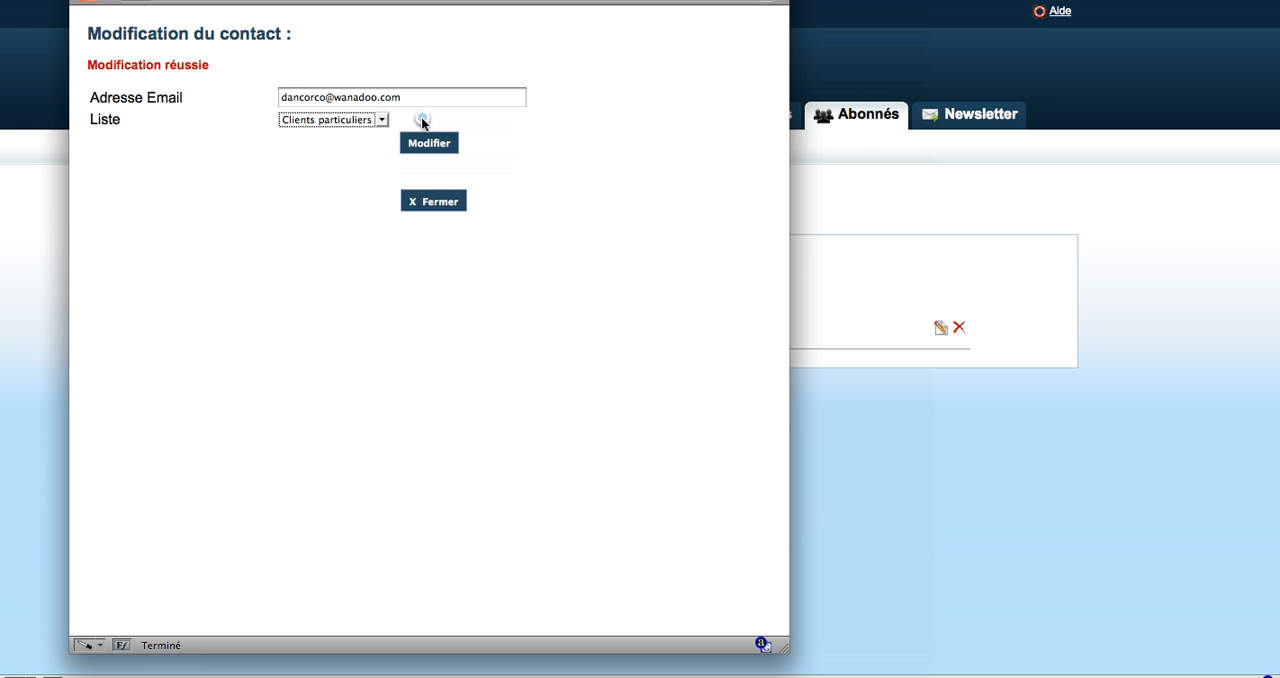 Aide
Modification du contact :
Modification réussie
Adresse Email dancorco@wanadoo.com
Liste Clients particuliers
Modifier
X Fermer
Abonnés Newsletter
Terminé